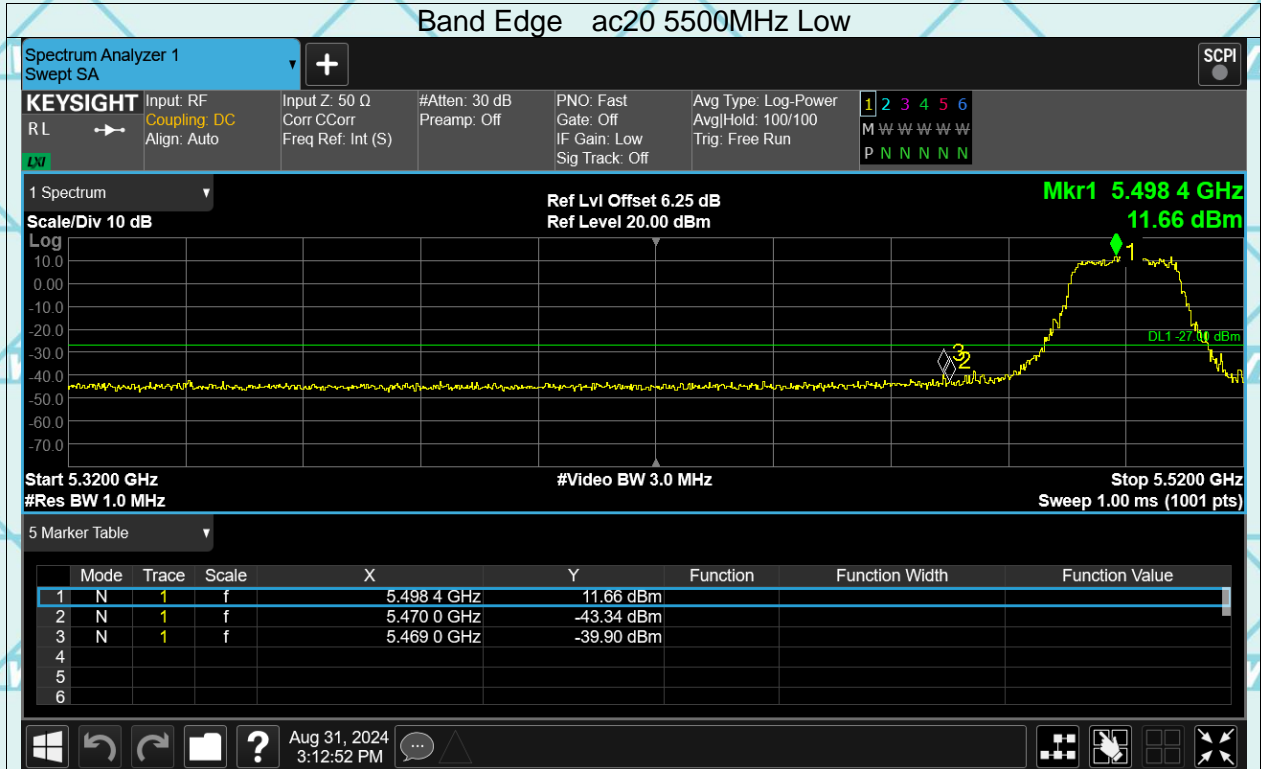 Band Edge ac20 5500MHz Low
Spectrum Analyzer 1
Swept SA
+
SCPI
KEYSIGHT
RL
LXI
Input: RF
Coupling: DC
Align: Auto
Input Z: 50 Ω
Corr CCorr
Freq Ref: Int (S)
#Atten: 30 dB
Preamp: Off
PNO: Fast
Gate: Off
IF Gain: Low
Sig Track: Off
Avg Type: Log-Power
Avg|Hold: 100/100
Trig: Free Run
1 2 3 4 5 6
M W W W W W
P N N N N N
1 Spectrum
Scale/Div 10 dB
Ref Lvl Offset 6.25 dB
Ref Level 20.00 dBm
Mkr1 5.498 4 GHz
11.66 dBm
Log
10.0
0.00
-10.0
-20.0
-30.0
-40.0
-50.0
-60.0
-70.0
1
DL1 -27.00 dBm
3
2
Start 5.3200 GHz
#Video BW 3.0 MHz
Stop 5.5200 GHz
#Res BW 1.0 MHz
Sweep 1.00 ms (1001 pts)
5 Marker Table
Mode Trace Scale X Y Function Function Width Function Value
1 N 1 f 5.498 4 GHz 11.66 dBm
2 N 1 f 5.470 0 GHz -43.34 dBm
3 N 1 f 5.469 0 GHz -39.90 dBm
4
5
6
?
Aug 31, 2024
3:12:52 PM